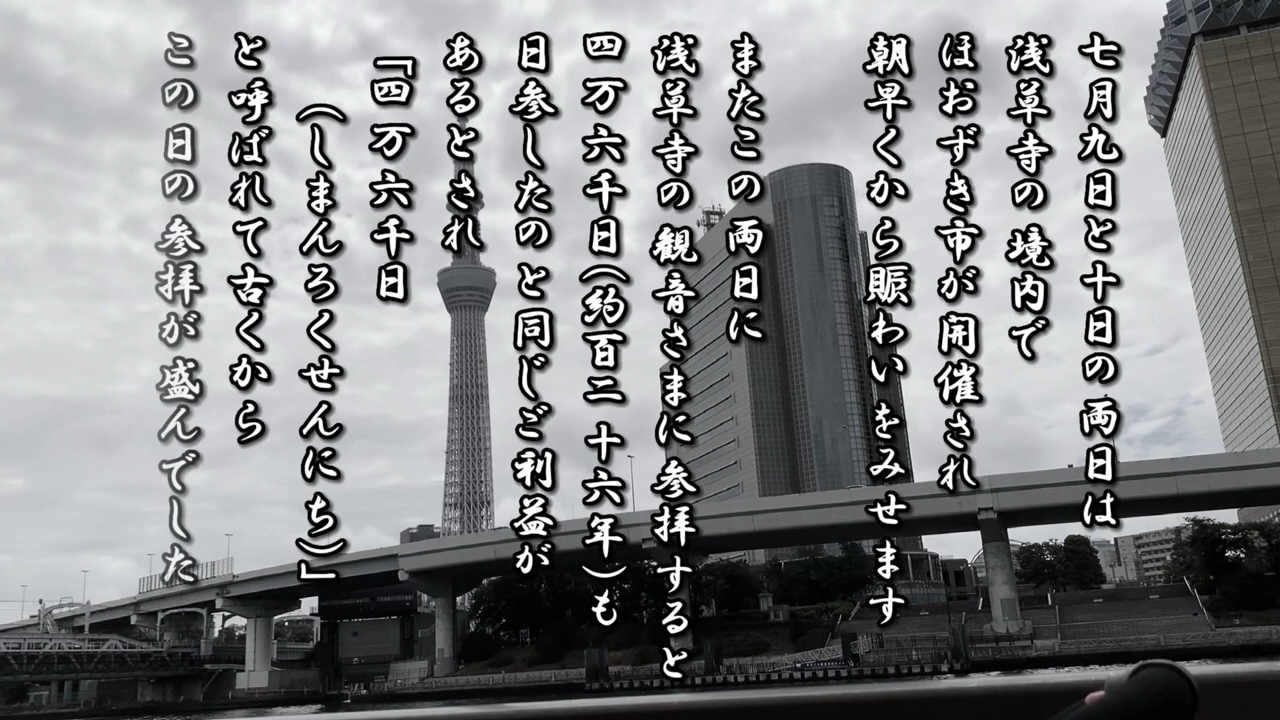 七月九日と十日の両日は
浅草寺の境内で
ほおずき市が開催され
朝早くから賑わいをみせます
またこの両日に
浅草寺の観音さまに参拝すると
四万六千日(約百二十六年)も
日参したのと同じご利益が
あるとされ
「四万六千日
(しまんろくせんにち)」
と呼ばれて古くから
この日の参拝が盛んでした